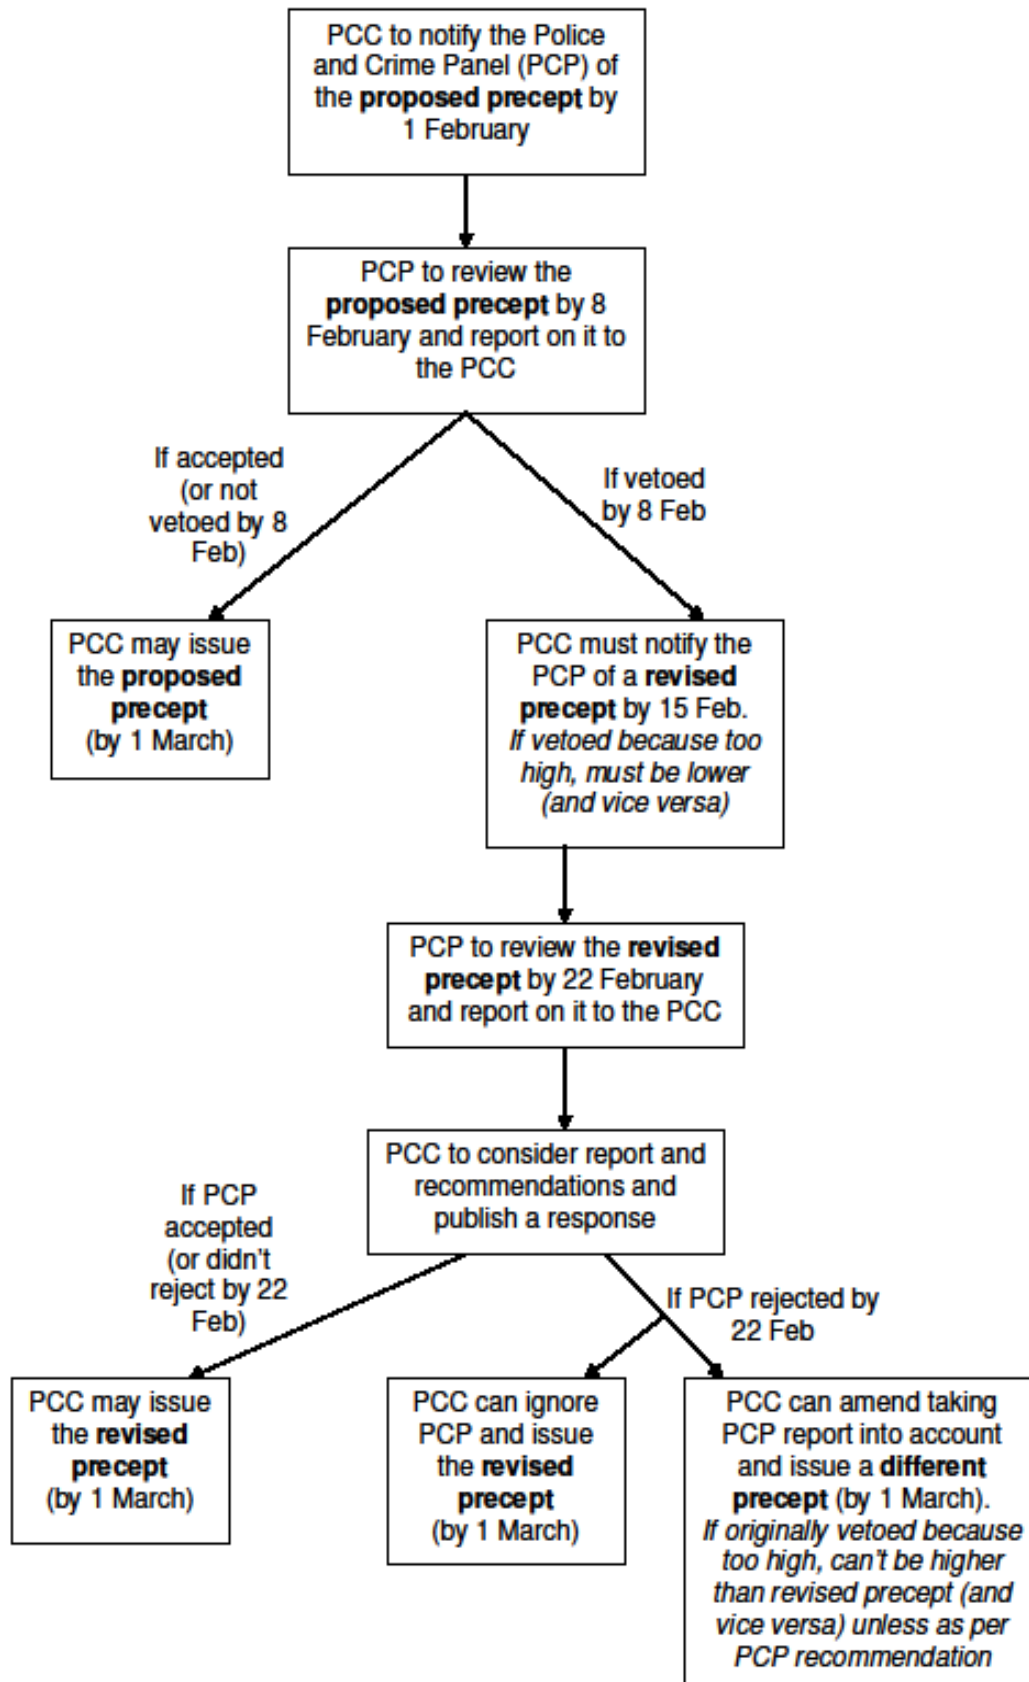 PCC to notify the Police
and Crime Panel (PCP) of
the proposed precept by
1 February
PCP to review the
proposed precept by 8
February and report on it to
the PCC
If accepted
(or not
vetoed by 8
Feb)
If vetoed
by 8 Feb
PCC may issue
the proposed
precept
(by 1 March)
PCC must notify the
PCP of a revised
precept by 15 Feb.
If vetoed because too
high, must be lower
(and vice versa)
PCP to review the revised
precept by 22 February
and report on it to the PCC
PCC to consider report and
recommendations and
publish a response
If PCP
accepted
(or didn't
reject by 22
Feb)
If PCP rejected by
22 Feb
PCC may issue
the revised
precept
(by 1 March)
PCC can ignore
PCP and issue
the revised
precept
(by 1 March)
PCC can amend taking
PCP report into account
and issue a different
precept (by 1 March).
If originally vetoed because
too high, can't be higher
than revised precept (and
vice versa) unless as per
PCP recommendation